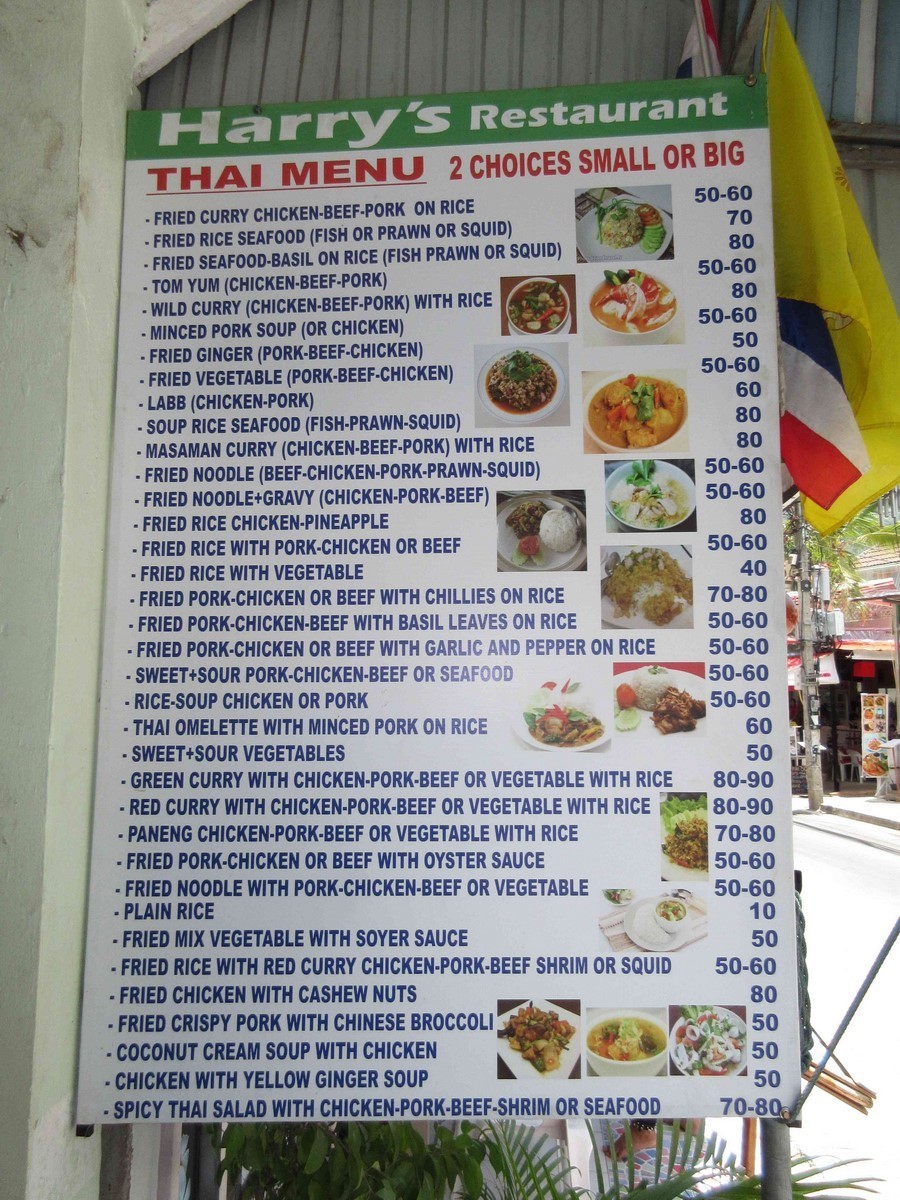 Harry's Restaurant
THAI MENU 2 CHOICES SMALL OR BIG
- FRIED CURRY CHICKEN-BEEF-PORK ON RICE 50-60
- FRIED RICE SEAFOOD (FISH OR PRAWN OR SQUID) 70
- FRIED SEAFOOD-BASIL ON RICE (FISH PRAWN OR SQUID) 80
- TOM YUM (CHICKEN-BEEF-PORK) 50-60
- WILD CURRY (CHICKEN-BEEF-PORK) WITH RICE 80
- MINCED PORK SOUP (OR CHICKEN) 50-60
- FRIED GINGER (PORK-BEEF-CHICKEN) 50
- FRIED VEGETABLE (PORK-BEEF-CHICKEN) 50-60
- LABB (CHICKEN-PORK) 60
- SOUP RICE SEAFOOD (FISH-PRAWN-SQUID) 80
- MASAMAN CURRY (CHICKEN-BEEF-PORK) WITH RICE 80
- FRIED NOODLE (BEEF-CHICKEN-PORK-PRAWN-SQUID) 50-60
- FRIED NOODLE+GRAVY (CHICKEN-PORK-BEEF) 50-60
- FRIED RICE CHICKEN-PINEAPPLE 80
- FRIED RICE WITH PORK-CHICKEN OR BEEF 50-60
- FRIED RICE WITH VEGETABLE 40
- FRIED PORK-CHICKEN OR BEEF WITH CHILLIES ON RICE 70-80
- FRIED PORK-CHICKEN-BEEF WITH BASIL LEAVES ON RICE 50-60
- FRIED PORK-CHICKEN OR BEEF WITH GARLIC AND PEPPER ON RICE 50-60
- SWEET+SOUR PORK-CHICKEN-BEEF OR SEAFOOD 50-60
- RICE-SOUP CHICKEN OR PORK 50-60
- THAI OMELETTE WITH MINCED PORK ON RICE 60
- SWEET+SOUR VEGETABLES 50
- GREEN CURRY WITH CHICKEN-PORK-BEEF OR VEGETABLE WITH RICE 80-90
- RED CURRY WITH CHICKEN-PORK-BEEF OR VEGETABLE WITH RICE 80-90
- PANENG CHICKEN-PORK-BEEF OR VEGETABLE WITH RICE 70-80
- FRIED PORK-CHICKEN OR BEEF WITH OYSTER SAUCE 50-60
- FRIED NOODLE WITH PORK-CHICKEN-BEEF OR VEGETABLE 50-60
- PLAIN RICE 10
- FRIED MIX VEGETABLE WITH SOYER SAUCE 50
- FRIED RICE WITH RED CURRY CHICKEN-PORK-BEEF SHRIM OR SQUID 50-60
- FRIED CHICKEN WITH CASHEW NUTS 80
- FRIED CRISPY PORK WITH CHINESE BROCCOLI 50
- COCONUT CREAM SOUP WITH CHICKEN 50
- CHICKEN WITH YELLOW GINGER SOUP 50
- SPICY THAI SALAD WITH CHICKEN-PORK-BEEF-SHRIM OR SEAFOOD 70-80